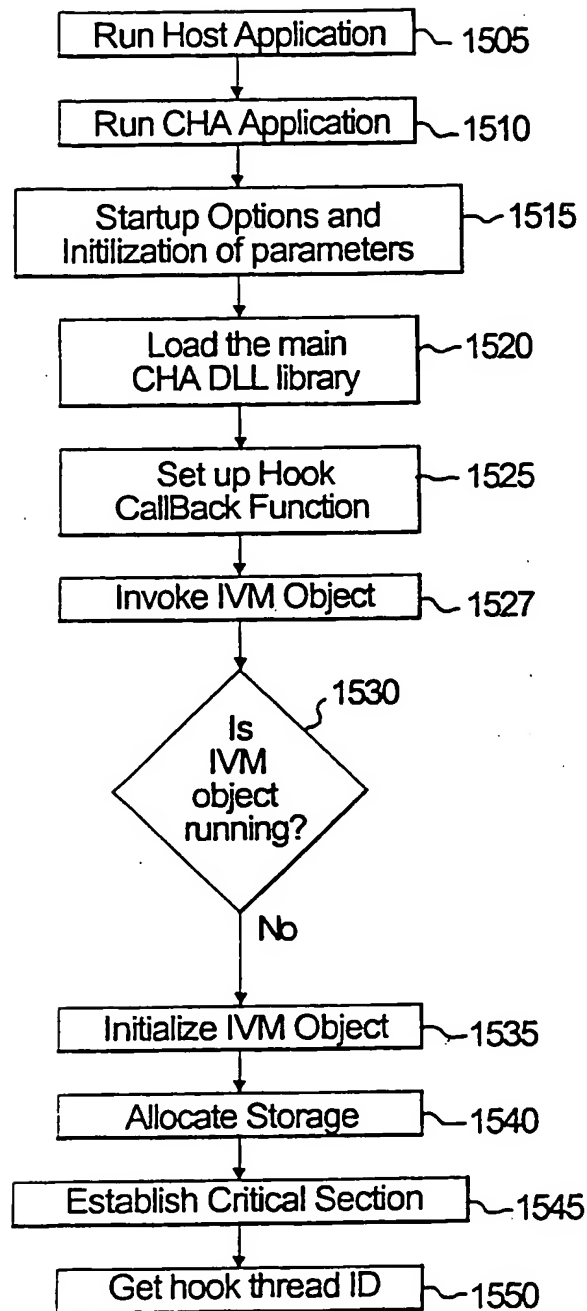 Run Host Application
1505
Run CHA Application
1510
Startup Options and
Initilization of parameters
1515
Load the main
CHA DLL library
1520
Set up Hook
CallBack Function
1525
Invoke IVM Object
1527
1530
Is
IVM
object
running?
No
Initialize IVM Object
1535
Allocate Storage
1540
Establish Critical Section
1545
Get hook thread ID
1550